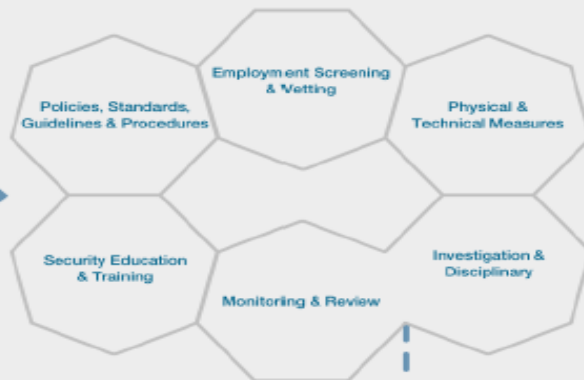 Employment Screening
& Vetting
Policies, Standards,
Guidelines & Procedures
Physical &
Technical Measures
Security Education
& Training
Investigation &
Disciplinary
Monitoring & Review